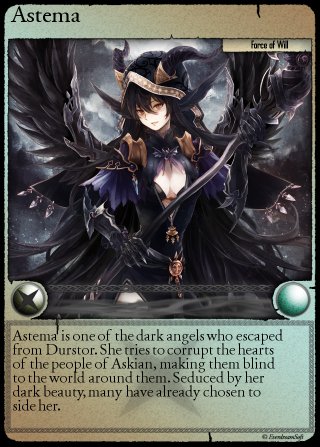 Astema
Force of Will
Astema is one of the dark angels who escaped
from Durstor. She tries to corrupt the hearts
of the people of Askian, making them blind
to the world around them. Seduced by her
dark beauty, many have already chosen to
side her.
© EverdreamSoft